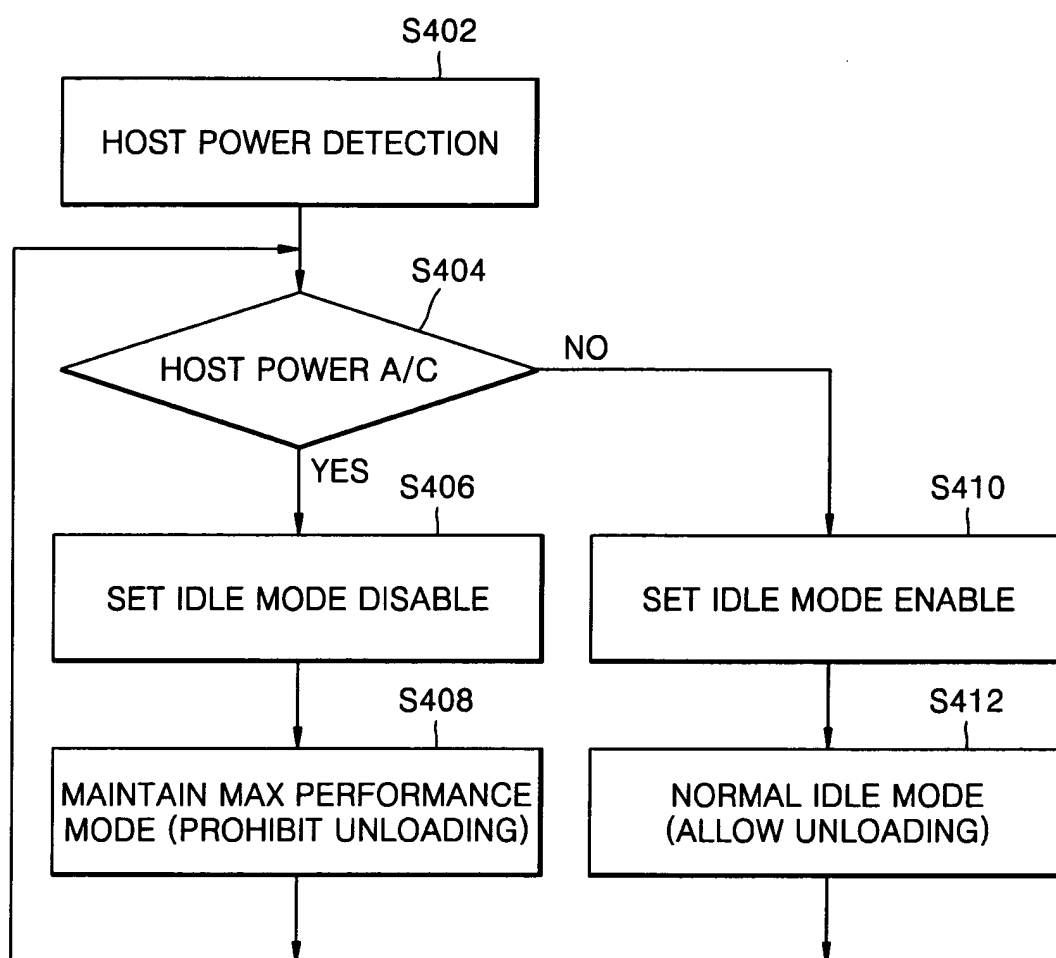 S402
HOST POWER DETECTION
S404
HOST POWER A/C
NO
YES
S406
SET IDLE MODE DISABLE
S410
SET IDLE MODE ENABLE
S408
MAINTAIN MAX PERFORMANCE
MODE (PROHIBIT UNLOADING)
S412
NORMAL IDLE MODE
(ALLOW UNLOADING)